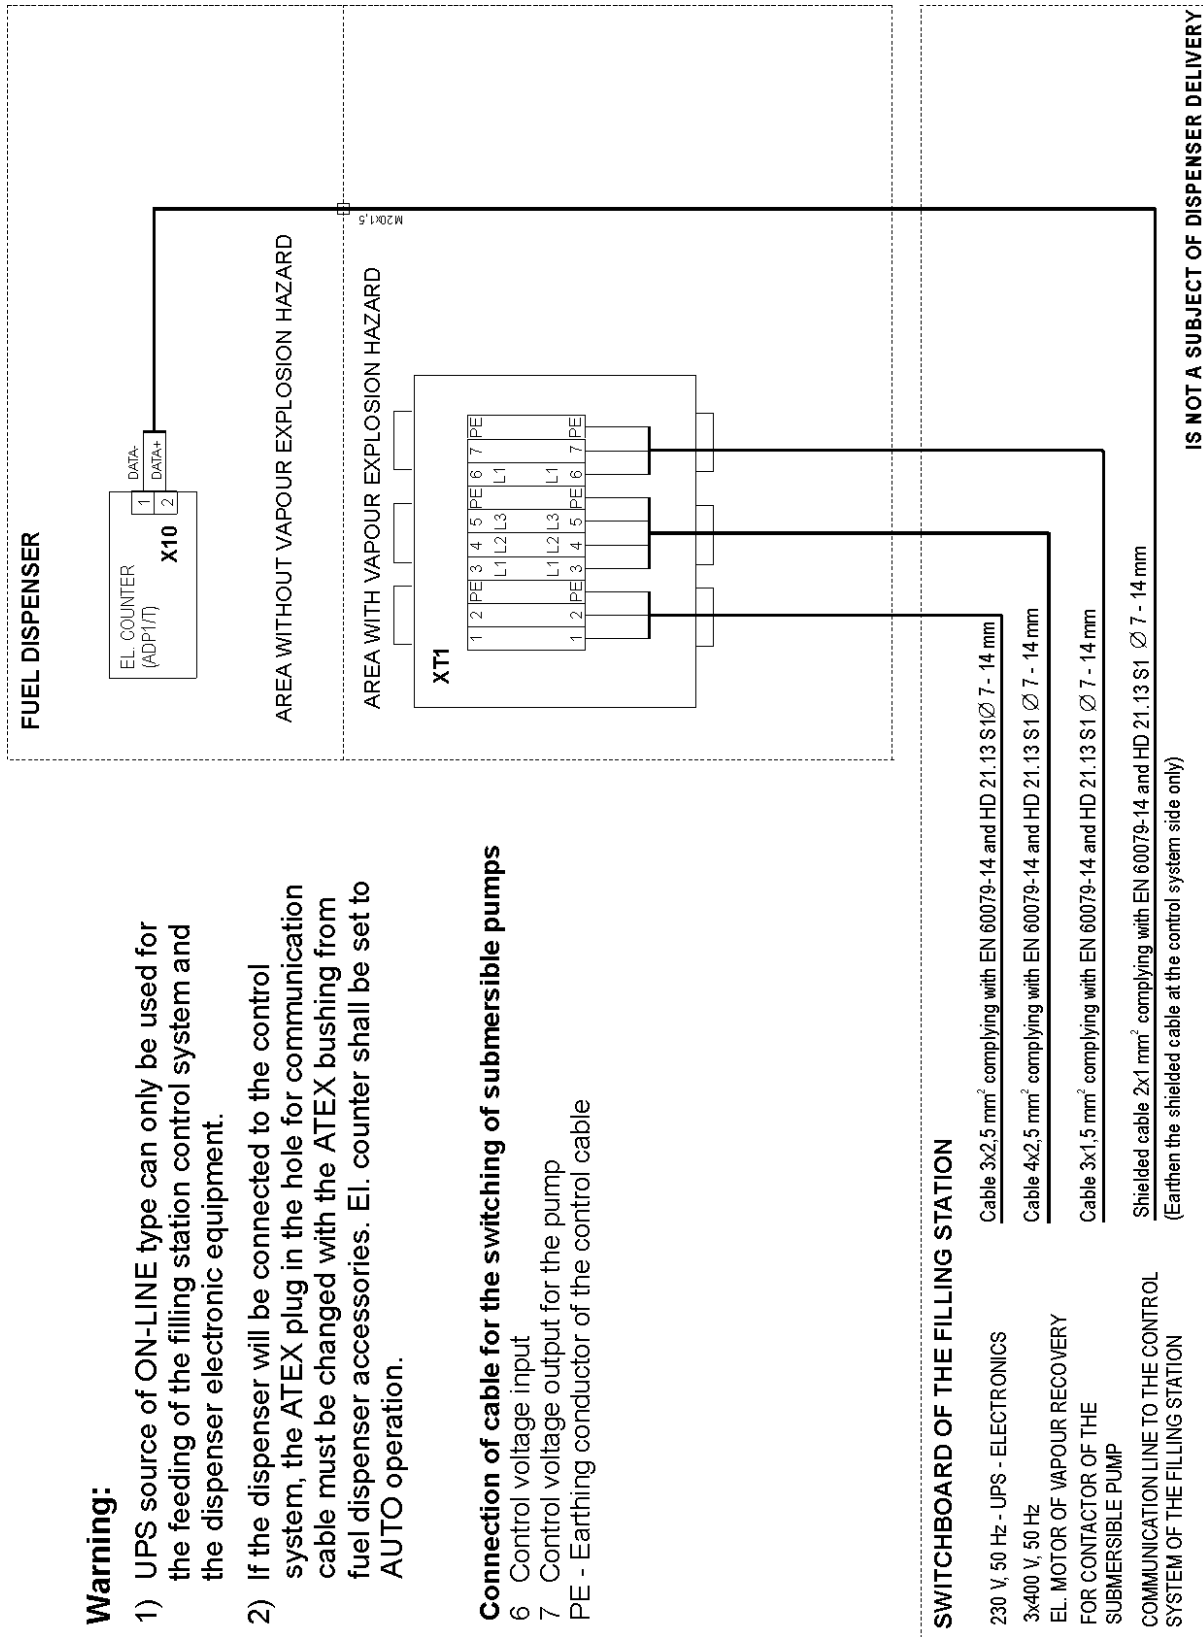 Warning:
1) UPS source of ON-LINE type can only be used for
the feeding of the filling station control system and
the dispenser electronic equipment.
2) If the dispenser will be connected to the control
system, the ATEX plug in the hole for communication
cable must be changed with the ATEX bushing from
fuel dispenser accessories. El. counter shall be set to
AUTO operation.
Connection of cable for the switching of submersible pumps
6 Control voltage input
7 Control voltage output for the pump
PE - Earthing conductor of the control cable
FUEL DISPENSER
EL. COUNTER
(ADP1/T)
X10
1
2
DATA-
DATA+
AREA WITHOUT VAPOUR EXPLOSION HAZARD
M20x1,5
AREA WITH VAPOUR EXPLOSION HAZARD
XT1
1 2 PE 3 4 5 PE 6 7 PE
L1 L2 L3 L1
L1 L2 L3 L1
1 2 PE 3 4 5 PE 6 7 PE
SWITCHBOARD OF THE FILLING STATION
230 V, 50 Hz - UPS - ELECTRONICS
Cable 3x2,5 mm² complying with EN 60079-14 and HD 21.13 S1∅ 7 - 14 mm
3x400 V, 50 Hz
EL. MOTOR OF VAPOUR RECOVERY
Cable 4x2,5 mm² complying with EN 60079-14 and HD 21.13 S1 ∅ 7 - 14 mm
FOR CONTACTOR OF THE
SUBMERSIBLE PUMP
Cable 3x1,5 mm² complying with EN 60079-14 and HD 21.13 S1 ∅ 7 - 14 mm
COMMUNICATION LINE TO THE CONTROL
SYSTEM OF THE FILLING STATION
Shielded cable 2x1 mm² complying with EN 60079-14 and HD 21.13 S1 ∅ 7 - 14 mm
(Earthen the shielded cable at the control system side only)
IS NOT A SUBJECT OF DISPENSER DELIVERY